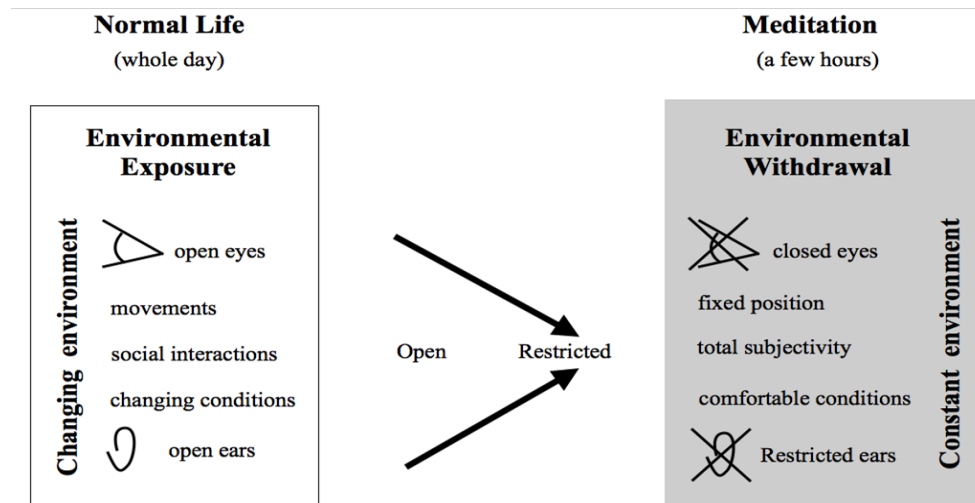 Normal Life
(whole day)
Meditation
(a few hours)
Environmental
Exposure
Changing environment
open eyes
movements
social interactions
changing conditions
open ears
Open
Restricted
Environmental
Withdrawal
closed eyes
fixed position
total subjectivity
comfortable conditions
Restricted ears
Constant environment